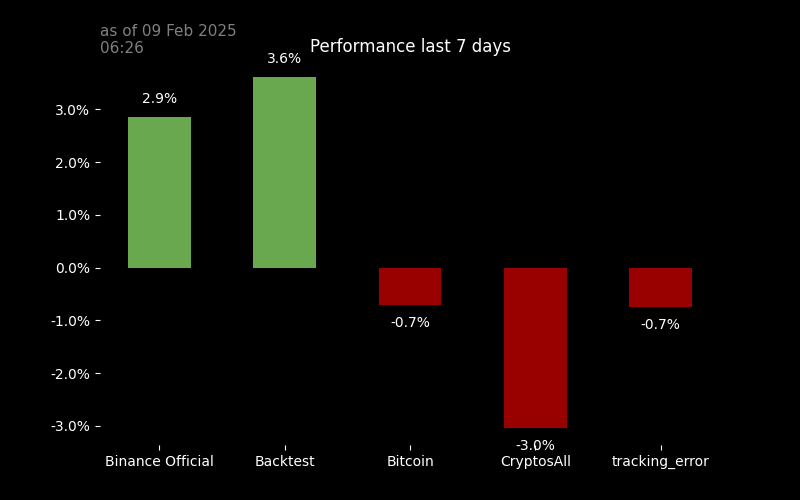 as of 09 Feb 2025
06:26
Performance last 7 days
3.6%
2.9%
3.0%
2.0%
1.0%
0.0%
-0.7%
-0.7%
-1.0%
-2.0%
-3.0%
-3.0%
Binance Official
Backtest
Bitcoin
CryptosAll
tracking_error